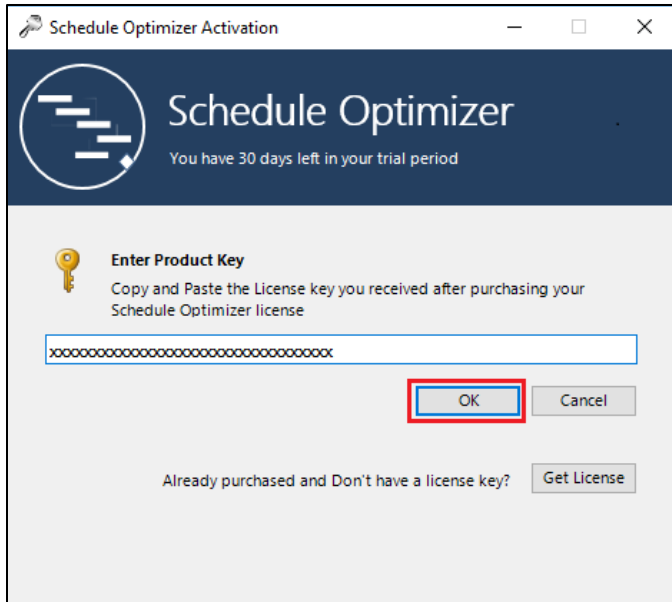 Schedule Optimizer Activation
Schedule Optimizer
You have 30 days left in your trial period
Enter Product Key
Copy and Paste the License key you received after purchasing your
Schedule Optimizer license
xxxxxxxxxxxxxxxxxxxxxxxxxxxxxxxxxx
OK Cancel
Already purchased and Don't have a license key? Get License